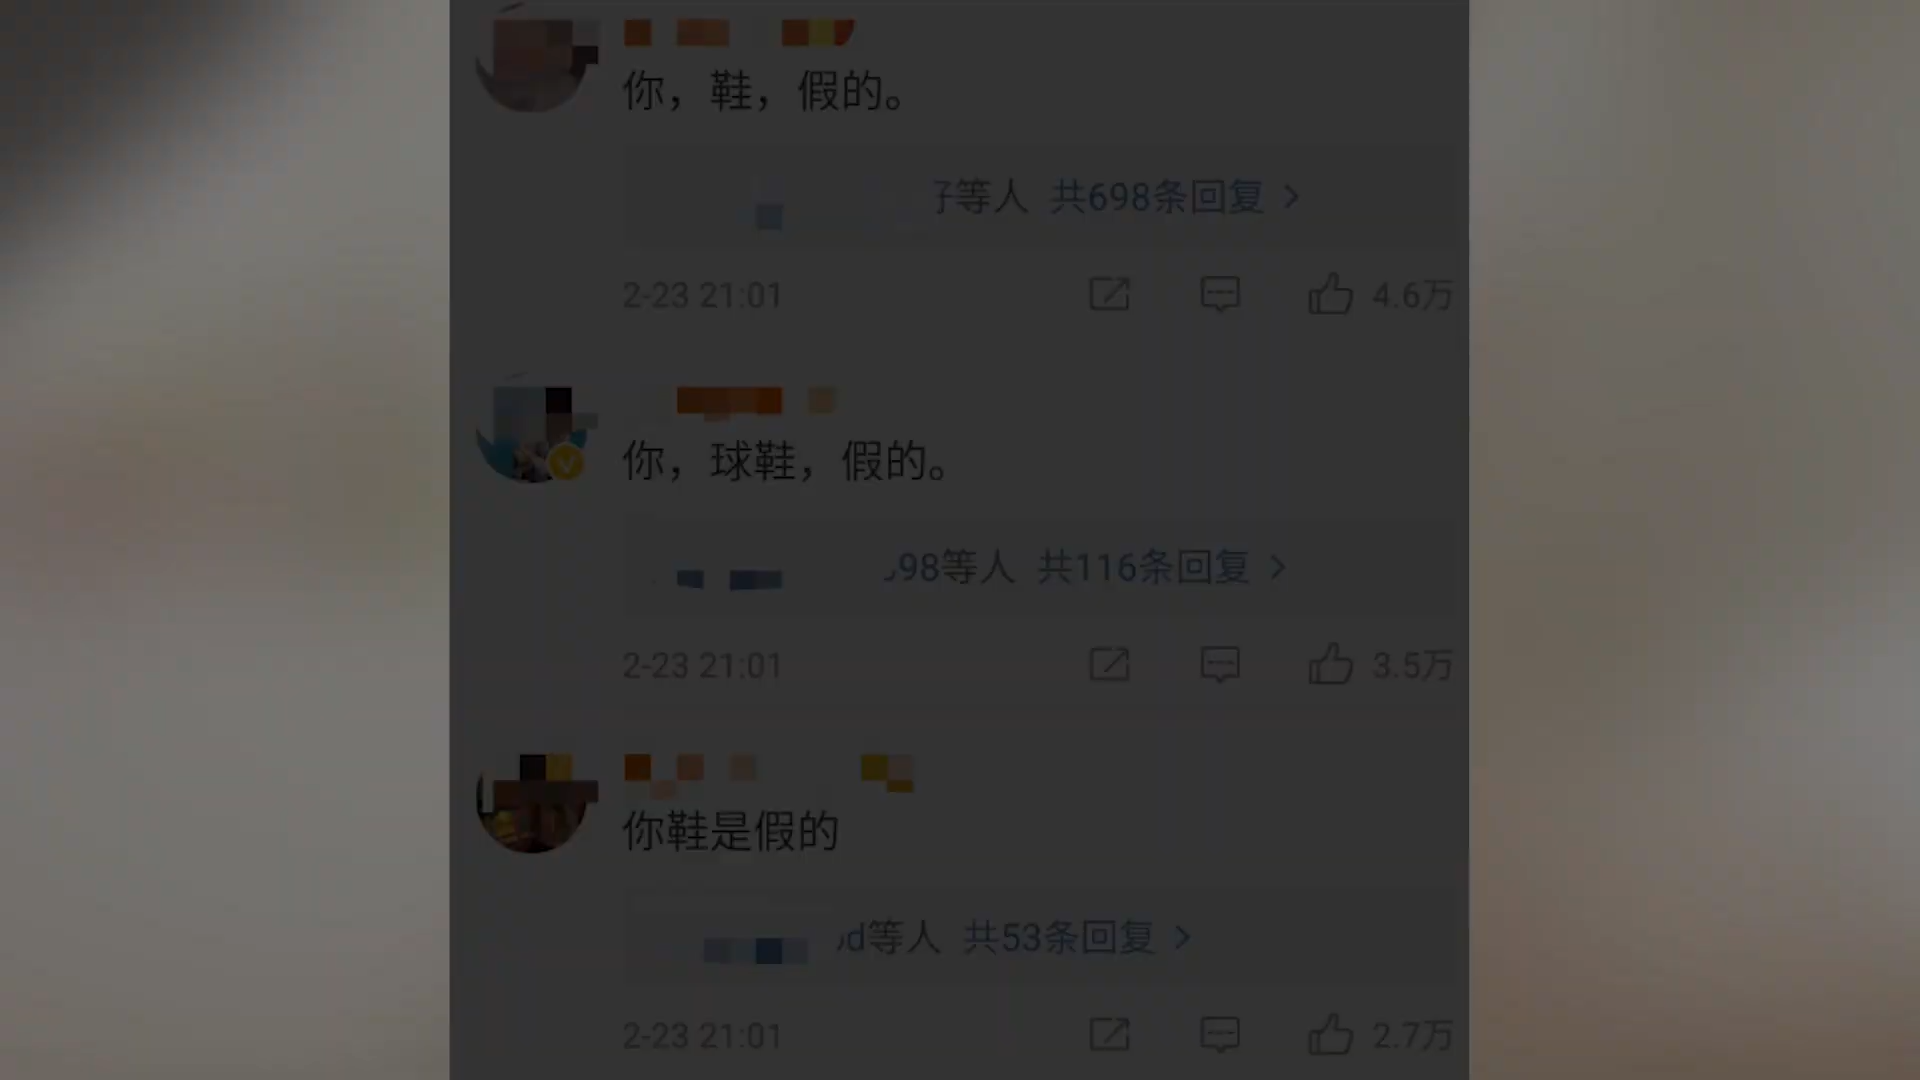 你，鞋，假的。
等人 共698条回复 >
2-23 21:01 4.6万
你，球鞋，假的。
98等人 共116条回复 >
2-23 21:01 3.5万
你鞋是假的
d等人 共53条回复 >
2-23 21:01 2.7万